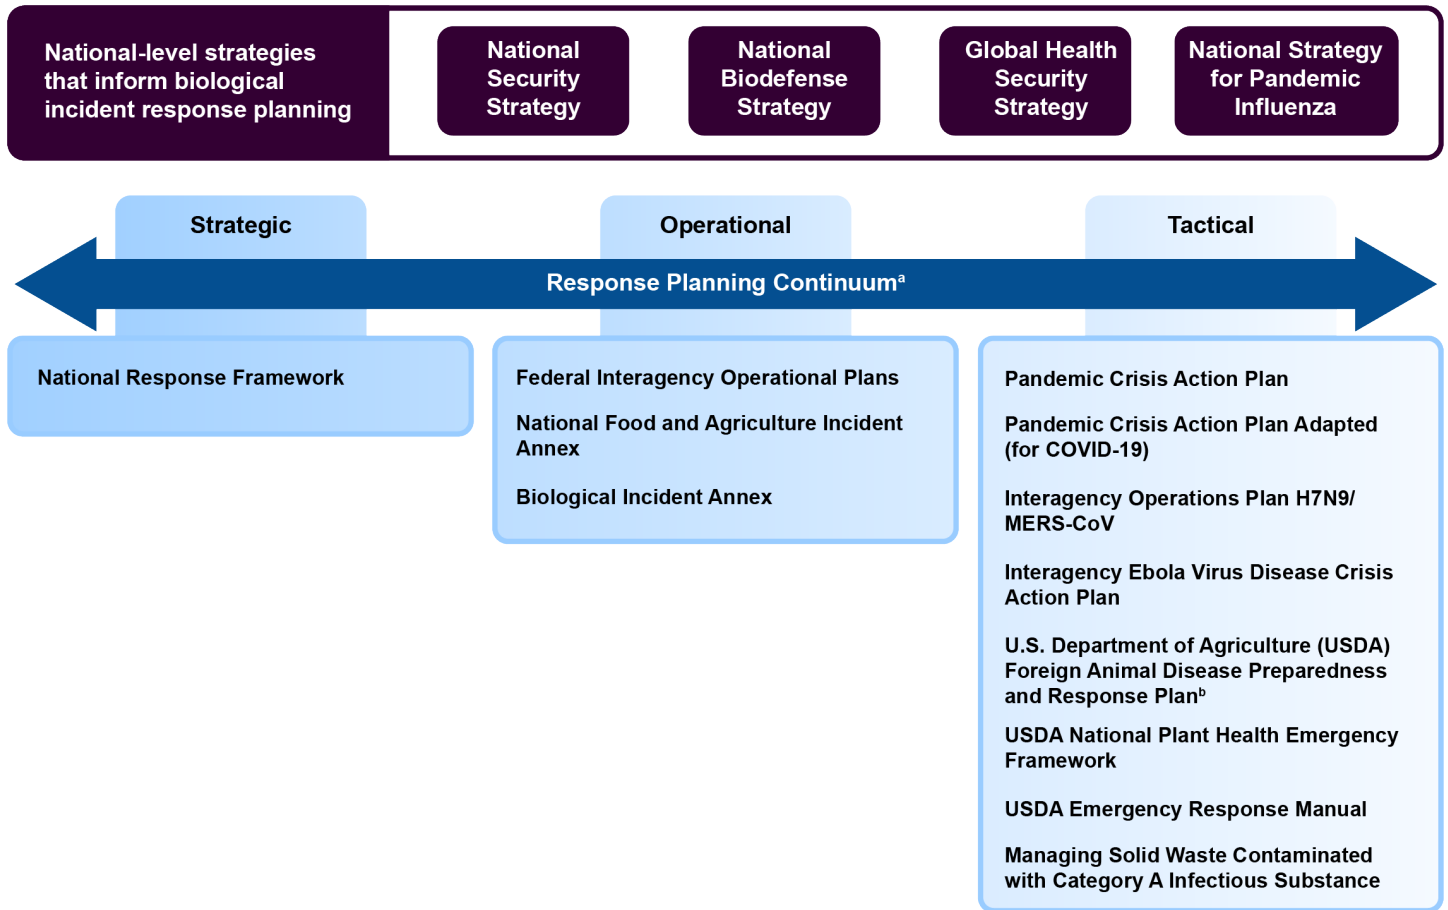 National-level strategies
that inform biological
incident response planning
National
Security
Strategy
National
Biodefense
Strategy
Global Health
Security
Strategy
National Strategy
for Pandemic
Influenza
Strategic
Operational
Tactical
Response Planning Continuumᵃ
National Response Framework
Federal Interagency Operational Plans
National Food and Agriculture Incident
Annex
Biological Incident Annex
Pandemic Crisis Action Plan
Pandemic Crisis Action Plan Adapted
(for COVID-19)
Interagency Operations Plan H7N9/
MERS-CoV
Interagency Ebola Virus Disease Crisis
Action Plan
U.S. Department of Agriculture (USDA)
Foreign Animal Disease Preparedness
and Response Planᵇ
USDA National Plant Health Emergency
Framework
USDA Emergency Response Manual
Managing Solid Waste Contaminated
with Category A Infectious Substance